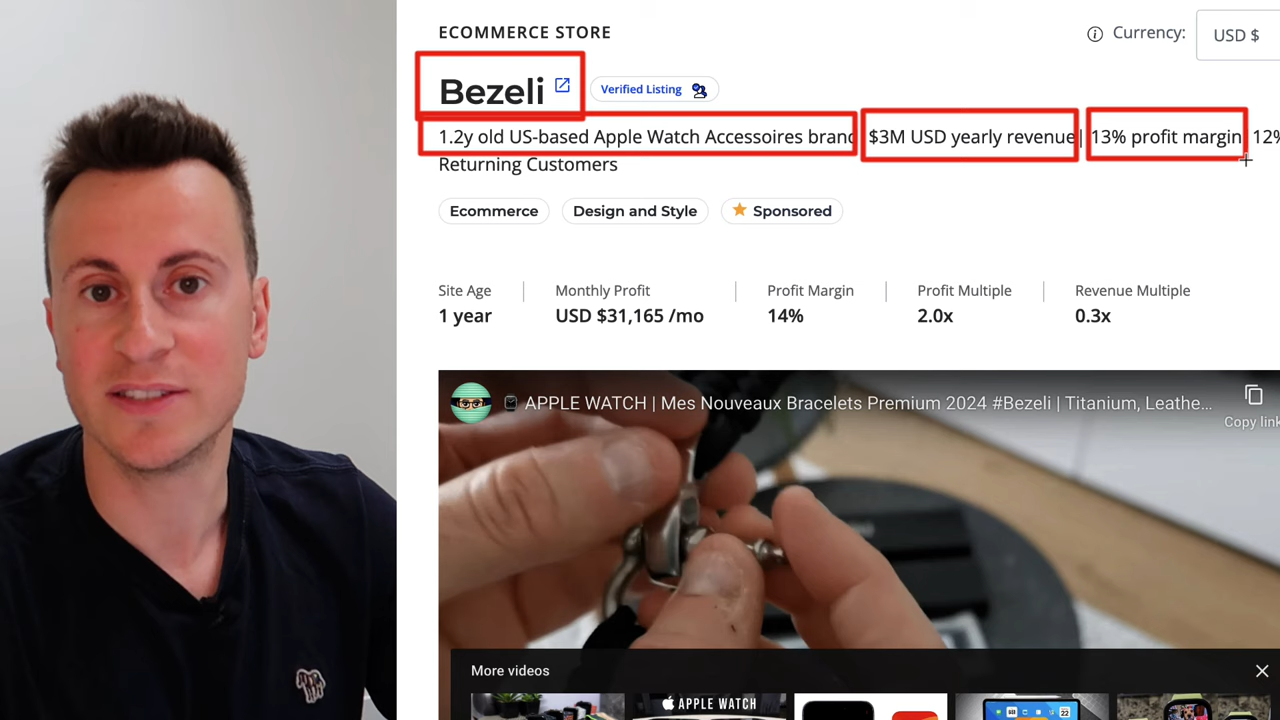 ECOMMERCE STORE
Currency:
USD $
Bezeli
Verified Listing
1.2y old US-based Apple Watch Accessoires brand $3M USD yearly revenue | 13% profit margin 12%
Returning Customers
Ecommerce
Design and Style
Sponsored
Site Age
Monthly Profit
Profit Margin
Profit Multiple
Revenue Multiple
1 year
USD $31,165 /mo
14%
2.0x
0.3x
APPLE WATCH | Mes Nouveaux Bracelets Premium 2024 #Bezeli | Titanium, Leathe...
Copy link
More videos
APPLE WATCH
22